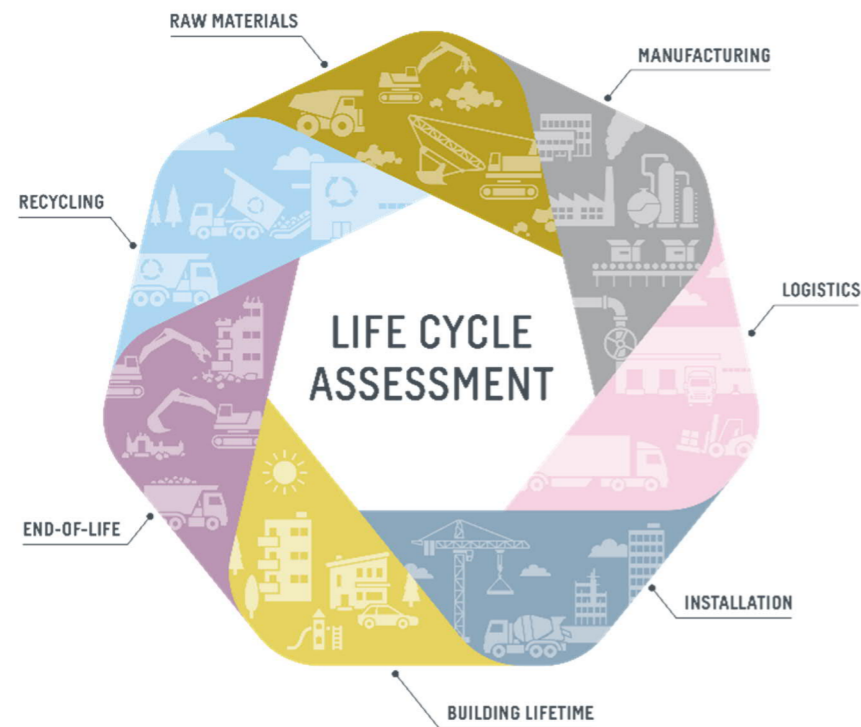 RAW MATERIALS
MANUFACTURING
RECYCLING
LOGISTICS
LIFE CYCLE
ASSESSMENT
END-OF-LIFE
INSTALLATION
BUILDING LIFETIME